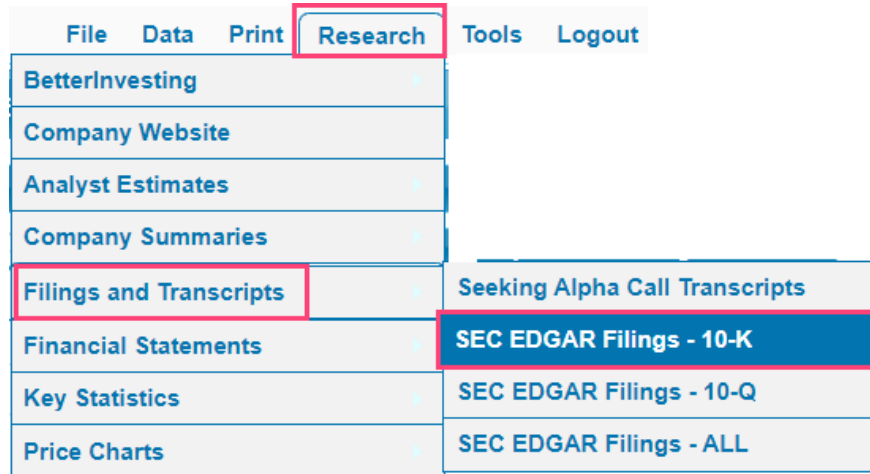 File Data Print Research Tools Logout
BetterInvesting
Company Website
Analyst Estimates
Company Summaries
Filings and Transcripts
Seeking Alpha Call Transcripts
Financial Statements
SEC EDGAR Filings - 10-K
Key Statistics
SEC EDGAR Filings - 10-Q
Price Charts
SEC EDGAR Filings - ALL